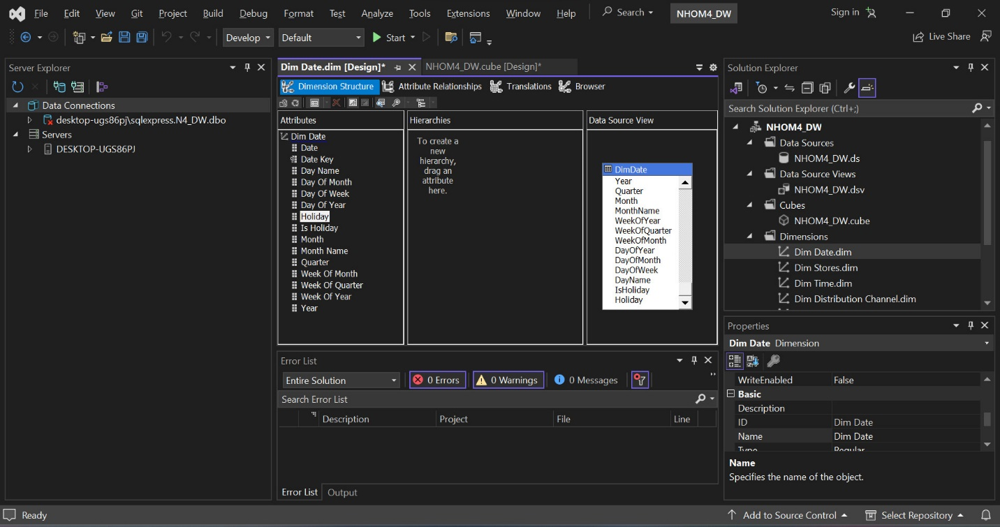 File Edit View Git Project Build Debug Format Test Analyze Tools Extensions Window Help Search NHOM4_DW Sign in
Develop Default Start Live Share
Server Explorer
Data Connections
desktop-ugs86pj\sqlexpress.N4_DW.dbo
Servers
DESKTOP-UGS86PJ
Dim Date.dim [Design]* NHOM4_DW.cube [Design]*
Dimension Structure Attribute Relationships Translations Browser
Attributes
Dim Date
Date
Date Key
Day Name
Day Of Month
Day Of Week
Day Of Year
Holiday
Is Holiday
Month
Month Name
Quarter
Week Of Month
Week Of Quarter
Week Of Year
Year
Hierarchies
To create a
new
hierarchy,
drag an
attribute
here.
Data Source View
DimDate
Year
Quarter
Month
MonthName
WeekOfYear
WeekOfQuarter
WeekOfMonth
DayOfYear
DayOfMonth
DayOfWeek
DayName
IsHoliday
Holiday
Error List
Entire Solution 0 Errors 0 Warnings 0 Messages
Search Error List
Description Project File Line
Error List Output
Solution Explorer
Search Solution Explorer (Ctrl+;)
NHOM4_DW
Data Sources
NHOM4_DW.ds
Data Source Views
NHOM4_DW.dsv
Cubes
NHOM4_DW.cube
Dimensions
Dim Date.dim
Dim Stores.dim
Dim Time.dim
Dim Distribution Channel.dim
Properties
Dim Date Dimension
WriteEnabled False
Basic
Description
ID Dim Date
Name Dim Date
Type Regular
Name
Specifies the name of the object.
Ready Add to Source Control Select Repository